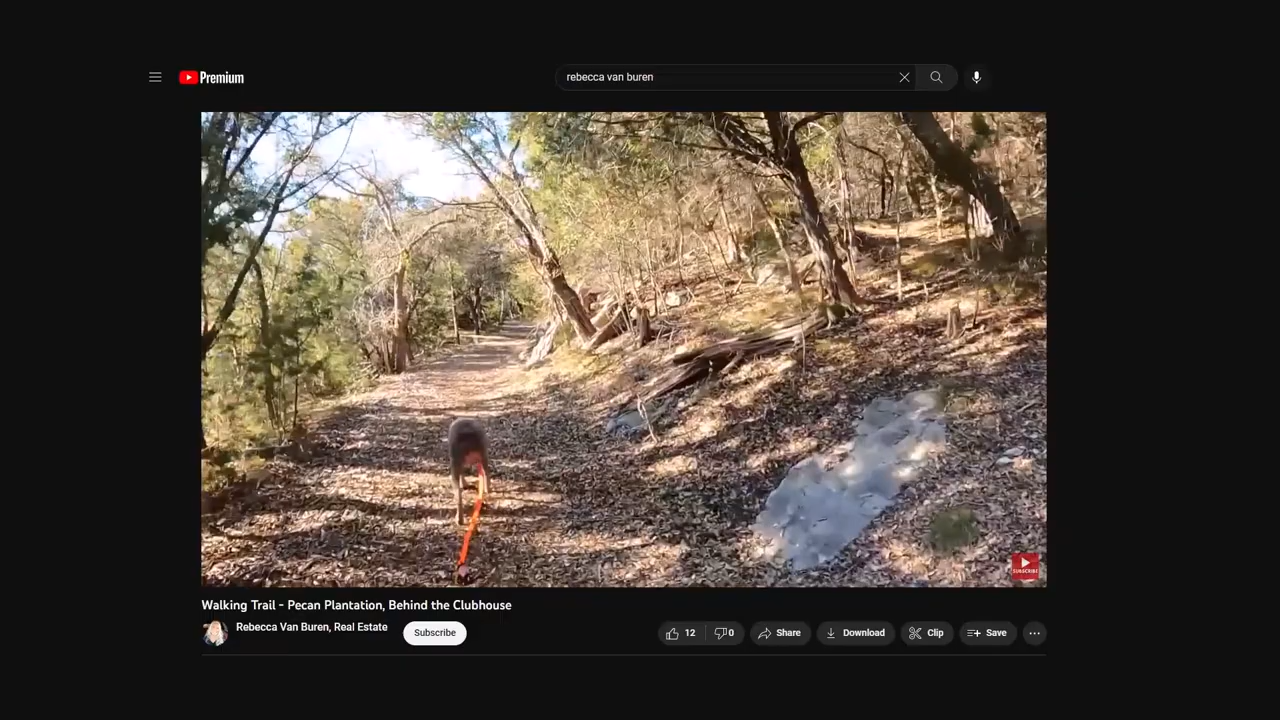 Premium
rebecca van buren
SUBSCRIBE
Walking Trail - Pecan Plantation, Behind the Clubhouse
Rebecca Van Buren, Real Estate
Subscribe
12
0
Share
Download
Clip
Save